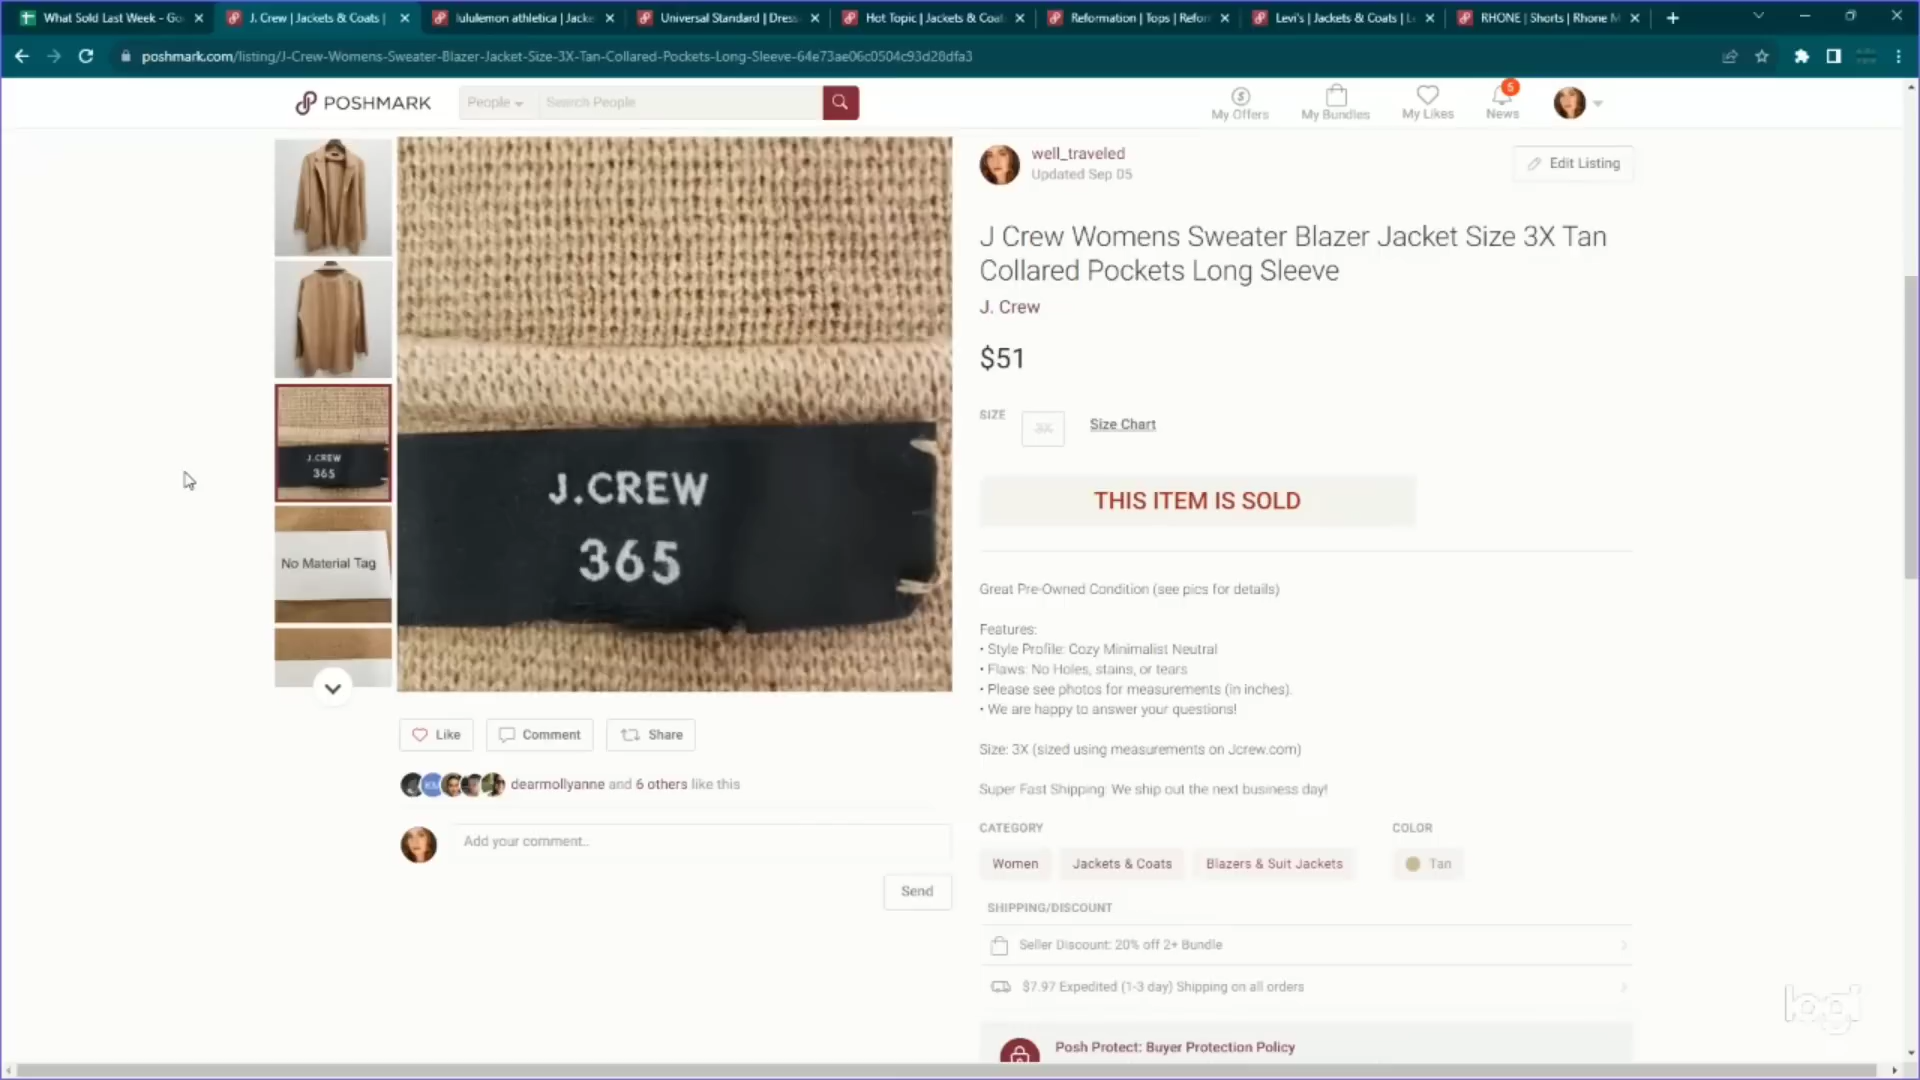 What Sold Last Week - Go
J. Crew | Jackets & Coats |
lululemon athletica | Jacke
Universal Standard | Dress
Hot Topic | Jackets & Coat
Reformation | Tops | Refor
Levi's | Jackets & Coats | L
RHONE | Shorts | Rhone M
poshmark.com/listing/J-Crew-Womens-Sweater-Blazer-Jacket-Size-3X-Tan-Collared-Pockets-Long-Sleeve-64e73ae06c0504c93d28dfa3
POSHMARK
People
Search People
My Offers
My Bundles
My Likes
5
News
well_traveled
Updated Sep 05
Edit Listing
J Crew Womens Sweater Blazer Jacket Size 3X Tan
Collared Pockets Long Sleeve
J. Crew
$51
SIZE
3X
Size Chart
THIS ITEM IS SOLD
J.CREW
365
J.CREW
365
No Material Tag
Great Pre-Owned Condition (see pics for details)
Features:
• Style Profile: Cozy Minimalist Neutral
• Flaws: No Holes, stains, or tears
• Please see photos for measurements (in inches).
• We are happy to answer your questions!
Size: 3X (sized using measurements on Jcrew.com)
Super Fast Shipping: We ship out the next business day!
Like
Comment
Share
dearmollyanne and 6 others like this
Add your comment..
Send
CATEGORY
COLOR
Women
Jackets & Coats
Blazers & Suit Jackets
Tan
SHIPPING/DISCOUNT
Seller Discount: 20% off 2+ Bundle
$7.97 Expedited (1-3 day) Shipping on all orders
Posh Protect: Buyer Protection Policy
logi